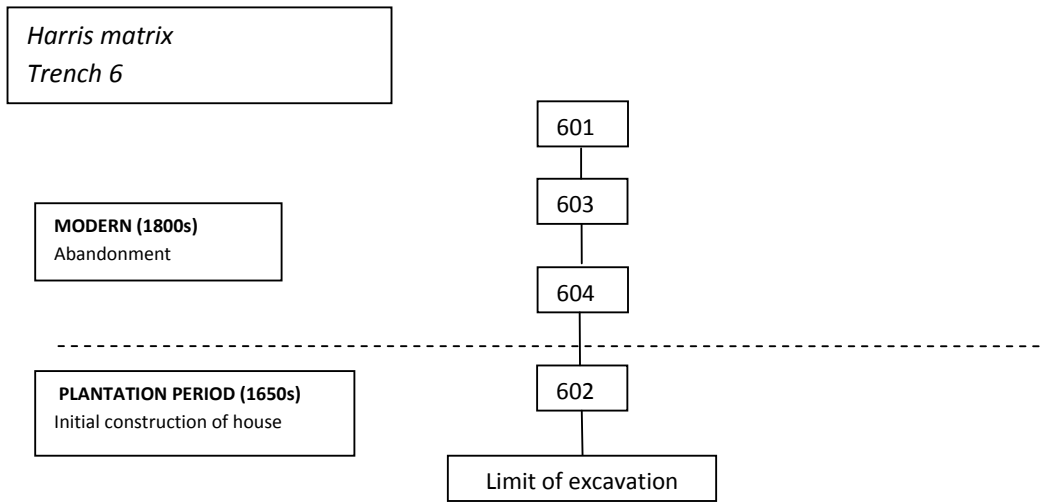 Harris matrix
Trench 6
601
603
MODERN (1800s)
Abandonment
604
PLANTATION PERIOD (1650s)
Initial construction of house
602
Limit of excavation